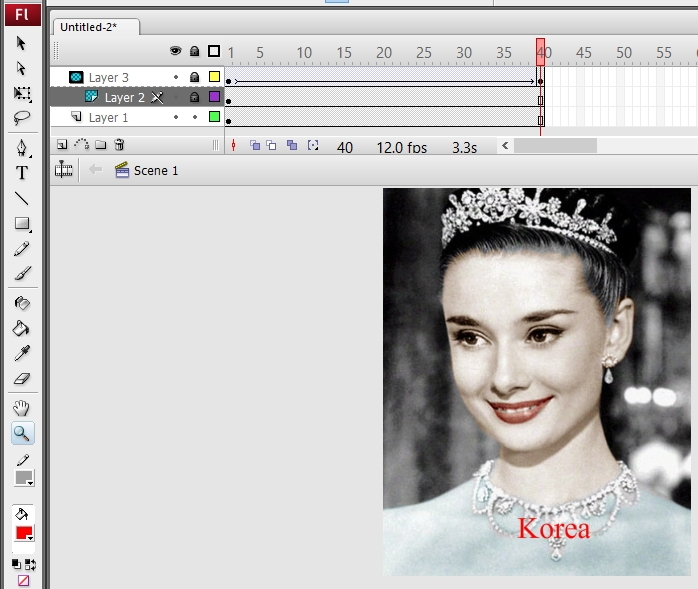 Fl
Untitled-2*
1 5 10 15 20 25 30 35 40 45 50 55
Layer 3
Layer 2
Layer 1
40 12.0 fps 3.3s
Scene 1
T
Korea